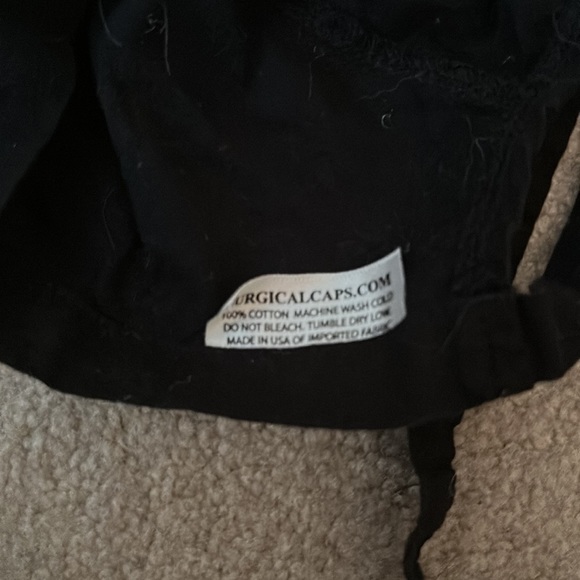 URGICALCAPS.COM
100% COTTON MACHINE WASH COLD
DO NOT BLEACH. TUMBLE DRY LOW.
MADE IN USA OF IMPORTED FABRIC